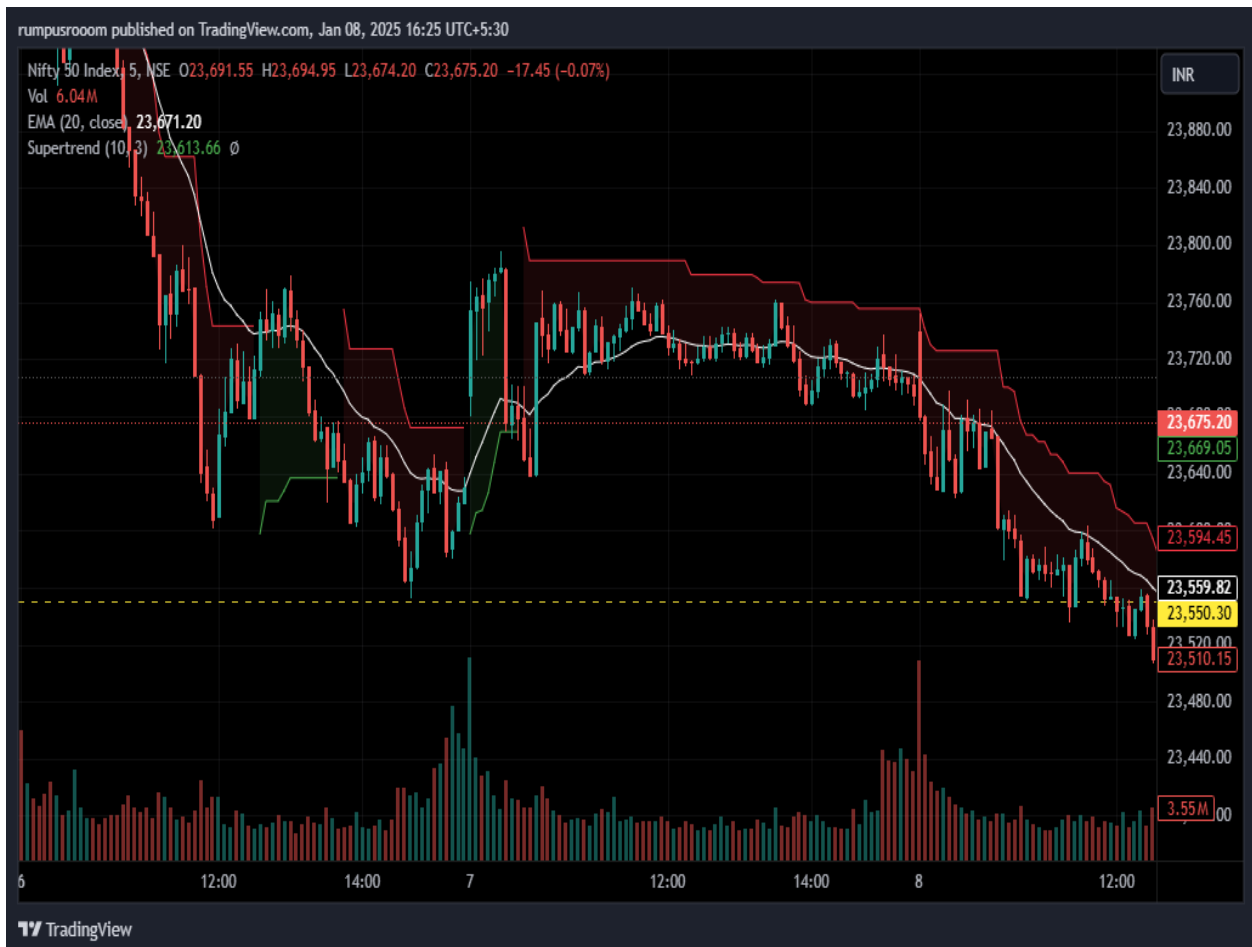 rumpusrooom published on TradingView.com, Jan 08, 2025 16:25 UTC+5:30
Nifty 50 Index, 5, NSE O23,691.55 H23,694.95 L23,674.20 C23,675.20 −17.45 (−0.07%)
Vol 6.04M
EMA (20, close) 23,671.20
Supertrend (10, 3) 23,613.66 Ø
INR
23,880.00
23,840.00
23,800.00
23,760.00
23,720.00
23,675.20
23,669.05
23,640.00
23,594.45
23,559.82
23,550.30
23,520.00
23,510.15
23,480.00
23,440.00
3.55M
6 12:00 14:00 7 12:00 14:00 8 12:00
TradingView